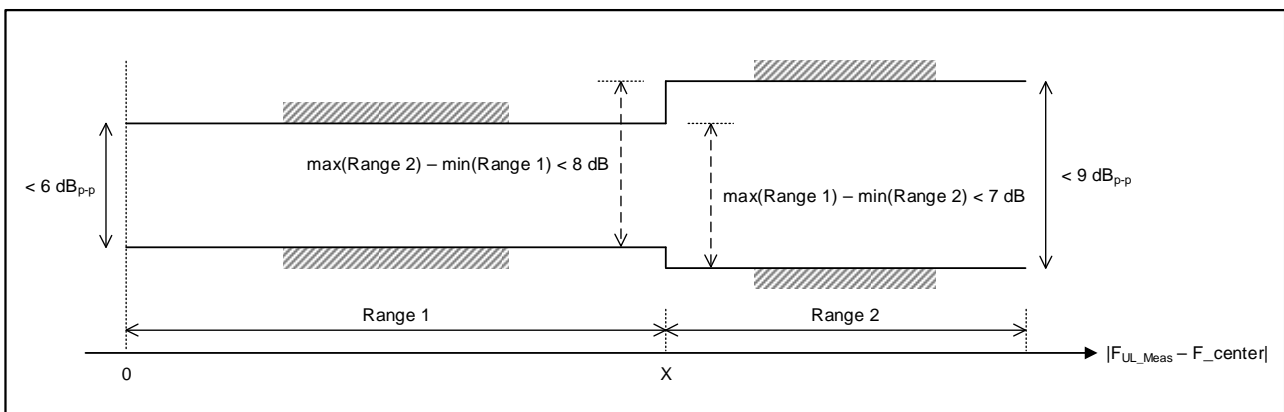 max(Range 2) – min(Range 1) < 8 dB
< 6 dBp-p
< 9 dBp-p
max(Range 1) – min(Range 2) < 7 dB
Range 1
Range 2
|FUL_Meas – F_center|
0
X